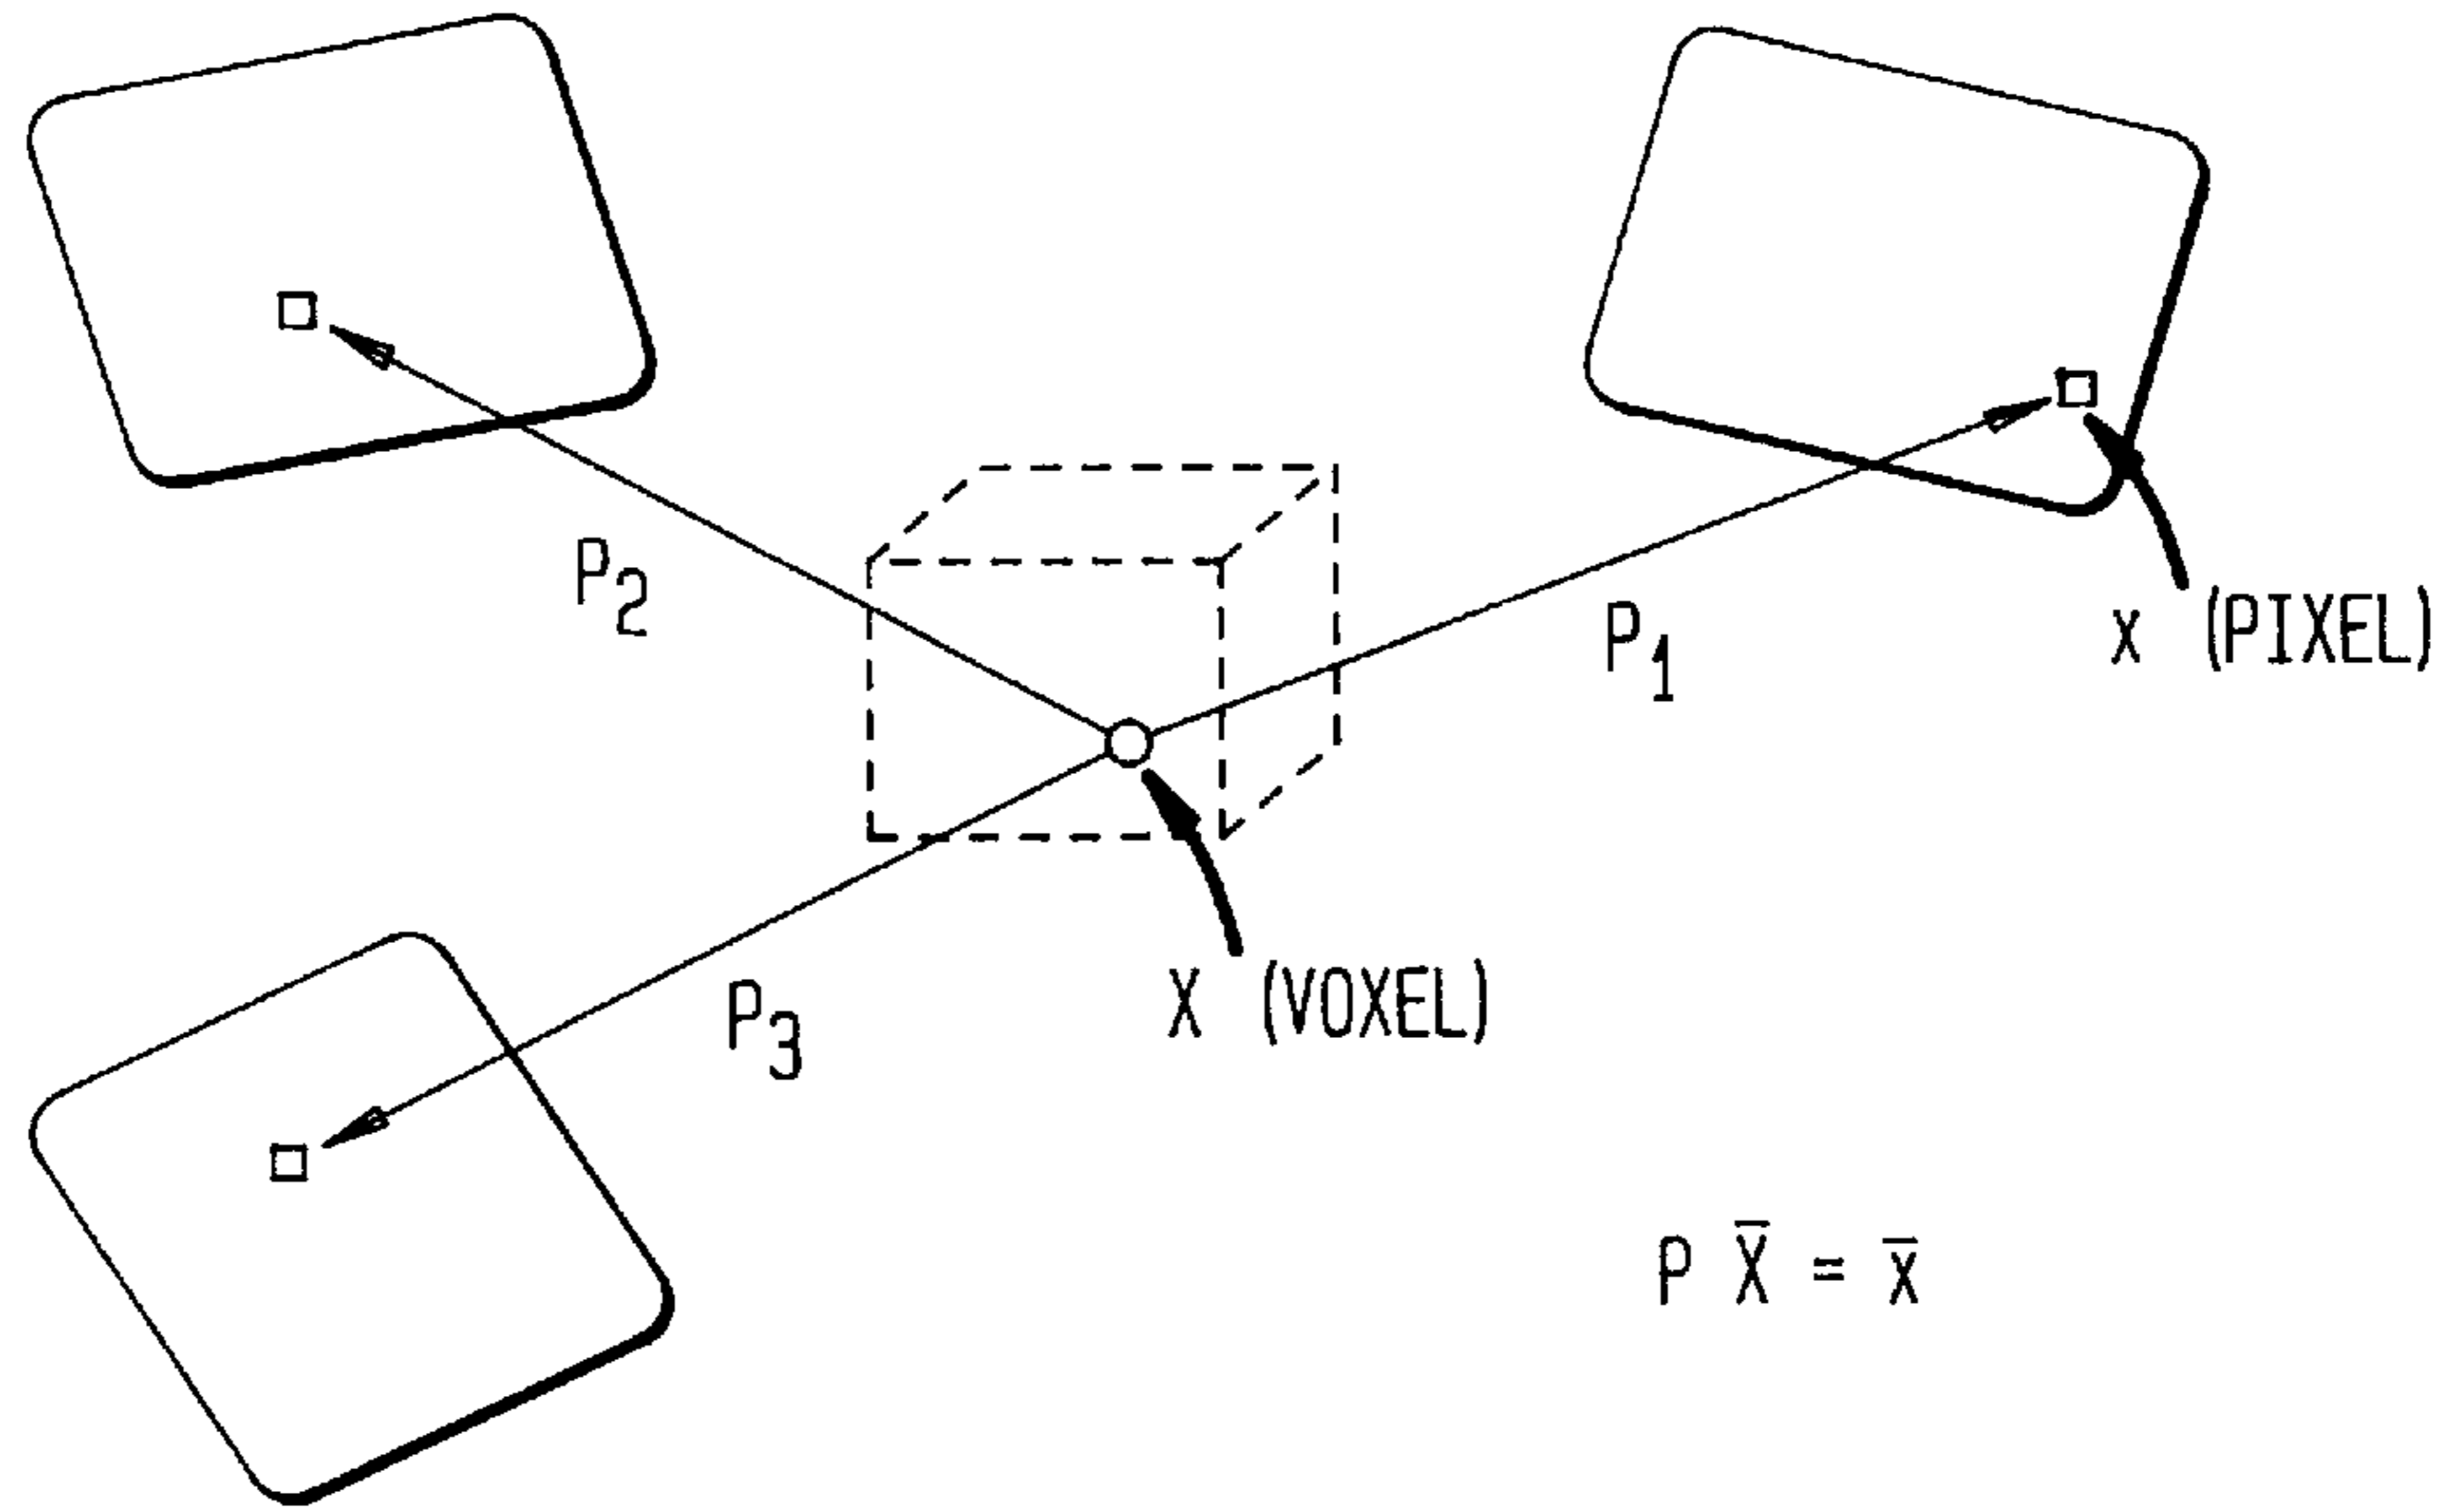 P2
P1
x (PIXEL)
P3
X (VOXEL)
P X̅ = x̅